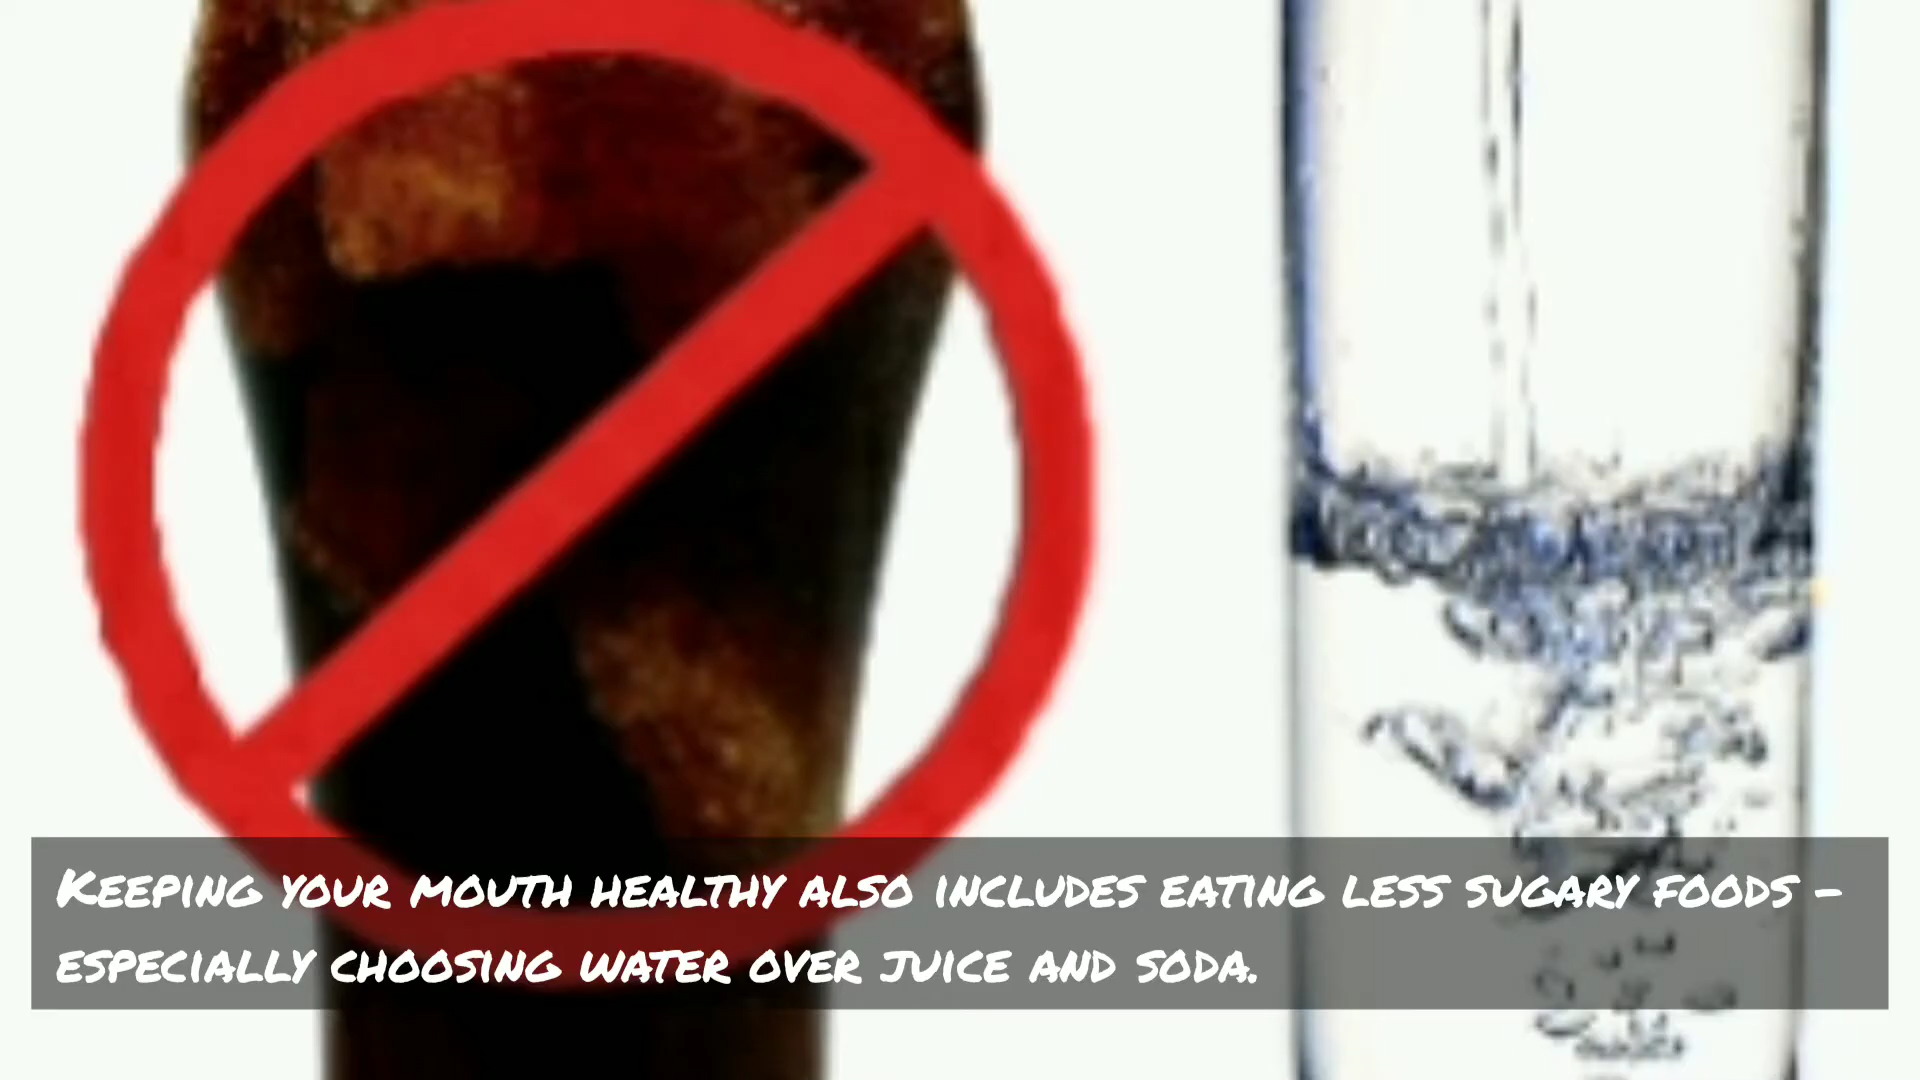 Keeping your mouth healthy also includes eating less sugary foods -
especially choosing water over juice and soda.